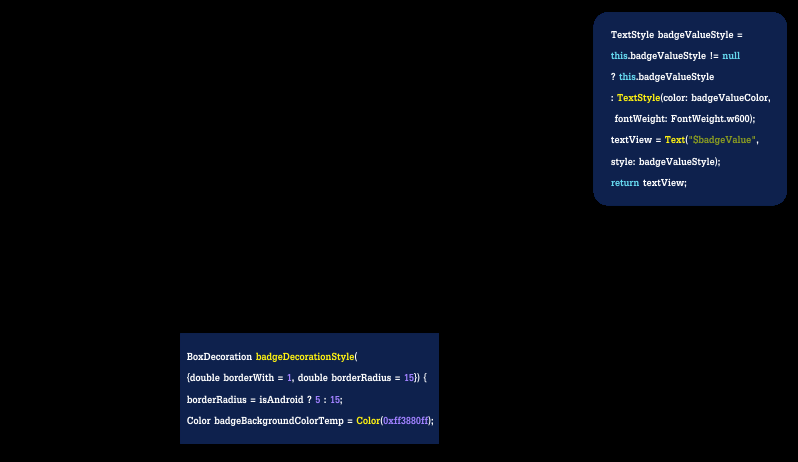 TextStyle badgeValueStyle =
this.badgeValueStyle != null
? this.badgeValueStyle
: TextStyle(color: badgeValueColor,
fontWeight: FontWeight.w600);
textView = Text("$badgeValue",
style: badgeValueStyle);
return textView;
BoxDecoration badgeDecorationStyle(
{double borderWith = 1, double borderRadius = 15}) {
borderRadius = isAndroid ? 5 : 15;
Color badgeBackgroundColorTemp = Color(0xff3880ff);